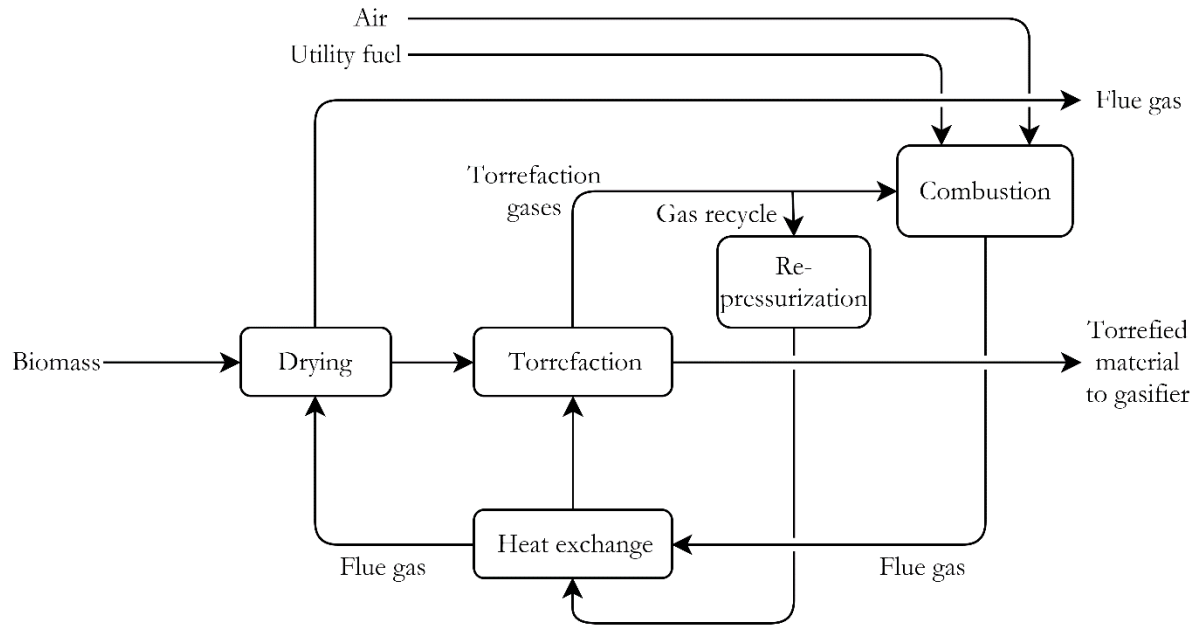 Air
Utility fuel
Flue gas
Torrefaction
gases
Combustion
Gas recycle
Re-
pressurization
Biomass
Drying
Torrefaction
Torrefied
material
to gasifier
Heat exchange
Flue gas
Flue gas